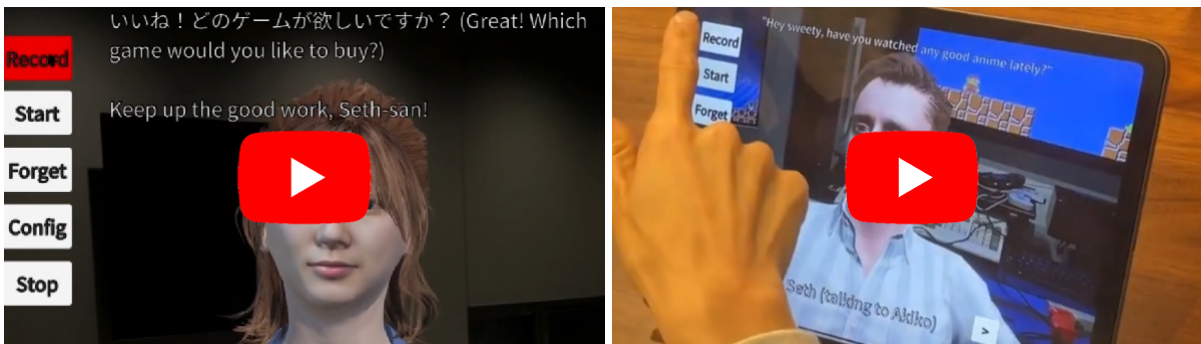 いいね！どのゲームが欲しいですか？ (Great! Which
game would you like to buy?)
Keep up the good work, Seth-san!
Record
Start
Forget
Config
Stop
"Hey sweety, have you watched any good anime lately?"
Record
Start
Forget
Seth (talking to Akiko)
>